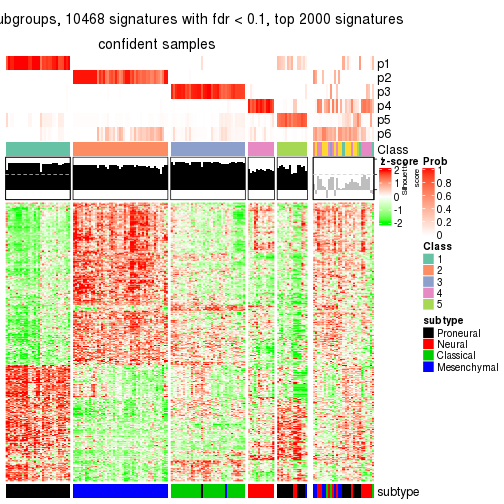 ubgroups, 10468 signatures with fdr < 0.1, top 2000 signatures
confident samples
p1
p2
p3
p4
p5
p6
Class
z-score
2
1
0
-1
-2
Silhouette
score
Prob
1
0.8
0.6
0.4
0.2
0
Class
1
2
3
4
5
subtype
Proneural
Neural
Classical
Mesenchymal
subtype